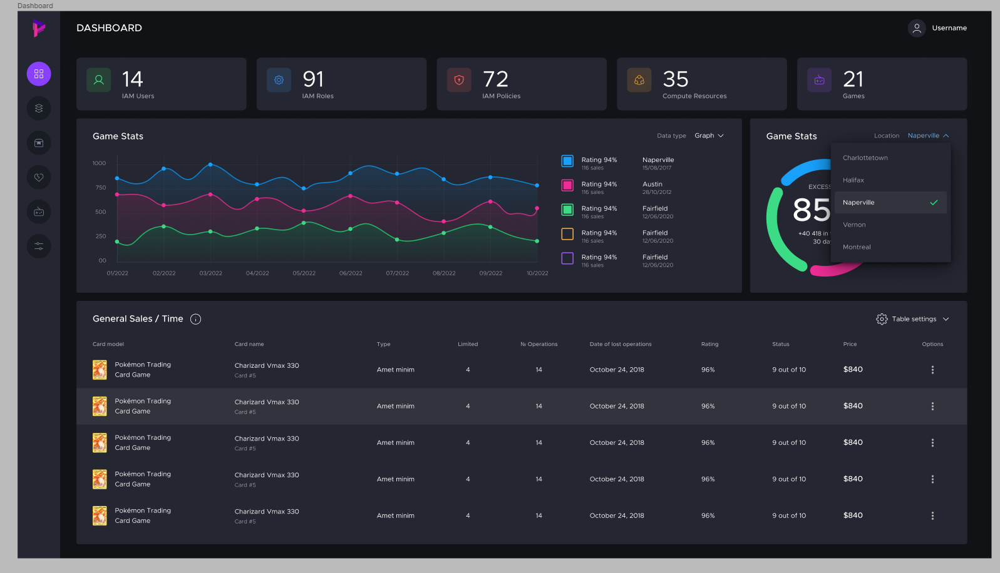 Dashboard
DASHBOARD
Username
14
IAM Users
91
IAM Roles
72
IAM Policies
35
Compute Resources
21
Games
Game Stats
Data type Graph
1000
750
500
250
00
01/2022 02/2022 03/2022 04/2022 05/2022 06/2022 07/2022 08/2022 09/2022 10/2022
Rating 94% Naperville
116 sales 15/08/2017
Rating 94% Austin
116 sales 28/10/2012
Rating 94% Fairfield
116 sales 12/06/2020
Rating 94% Fairfield
116 sales 12/06/2020
Rating 94% Fairfield
116 sales 12/06/2020
Game Stats
Location Naperville
Charlottetown
Halifax
Naperville
Vernon
Montreal
85
+40 418 in
30
General Sales / Time
Table settings
Card model Card name Type Limited № Operations Date of lost operations Rating Status Price Options
Pokémon Trading
Card Game
Charizard Vmax 330
Card #5
Amet minim 4 14 October 24, 2018 96% 9 out of 10 $840
Pokémon Trading
Card Game
Charizard Vmax 330
Card #5
Amet minim 4 14 October 24, 2018 96% 9 out of 10 $840
Pokémon Trading
Card Game
Charizard Vmax 330
Card #5
Amet minim 4 14 October 24, 2018 96% 9 out of 10 $840
Pokémon Trading
Card Game
Charizard Vmax 330
Card #5
Amet minim 4 14 October 24, 2018 96% 9 out of 10 $840
Pokémon Trading
Card Game
Charizard Vmax 330
Card #5
Amet minim 4 14 October 24, 2018 96% 9 out of 10 $840